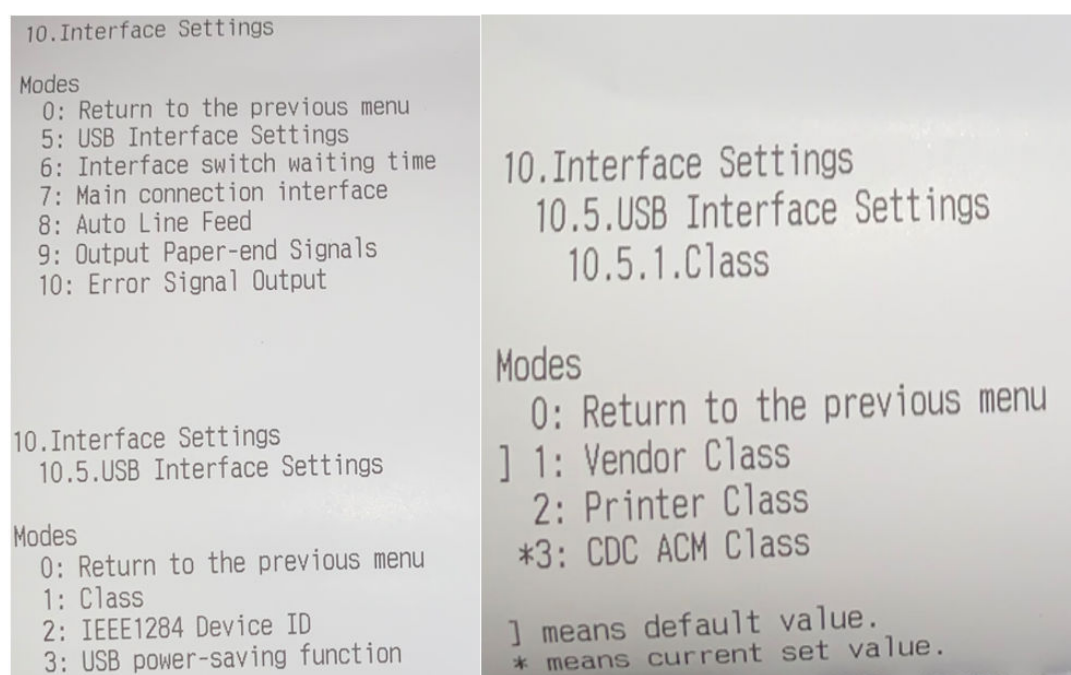 10.Interface Settings
Modes
0: Return to the previous menu
5: USB Interface Settings
6: Interface switch waiting time
7: Main connection interface
8: Auto Line Feed
9: Output Paper-end Signals
10: Error Signal Output
10.Interface Settings
10.5.USB Interface Settings
Modes
0: Return to the previous menu
1: Class
2: IEEE1284 Device ID
3: USB power-saving function
10.Interface Settings
10.5.USB Interface Settings
10.5.1.Class
Modes
0: Return to the previous menu
] 1: Vendor Class
2: Printer Class
*3: CDC ACM Class
] means default value.
* means current set value.